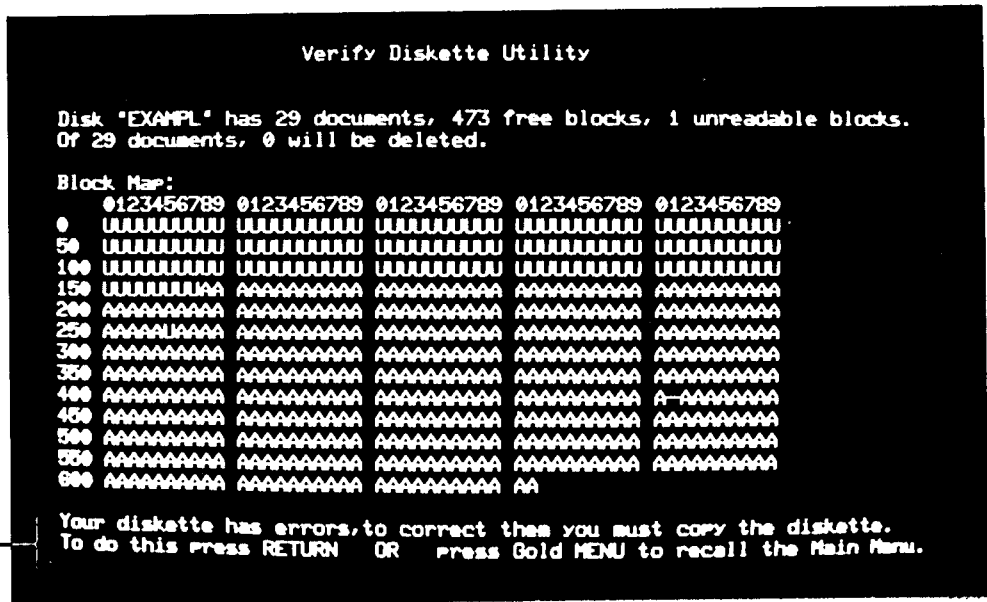 Verify Diskette Utility
Disk "EXAMPL" has 29 documents, 473 free blocks, 1 unreadable blocks.
Of 29 documents, 0 will be deleted.
Block Map:
0123456789 0123456789 0123456789 0123456789 0123456789
0 UUUUUUUUUU UUUUUUUUUU UUUUUUUUUU UUUUUUUUUU UUUUUUUUUU
50 UUUUUUUUUU UUUUUUUUUU UUUUUUUUUU UUUUUUUUUU UUUUUUUUUU
100 UUUUUUUUUU UUUUUUUUUU UUUUUUUUUU UUUUUUUUUU UUUUUUUUUU
150 UUUUUUUUAA AAAAAAAAAA AAAAAAAAAA AAAAAAAAAA AAAAAAAAAA
200 AAAAAAAAAA AAAAAAAAAA AAAAAAAAAA AAAAAAAAAA AAAAAAAAAA
250 AAAAAUAAAA AAAAAAAAAA AAAAAAAAAA AAAAAAAAAA AAAAAAAAAA
300 AAAAAAAAAA AAAAAAAAAA AAAAAAAAAA AAAAAAAAAA AAAAAAAAAA
350 AAAAAAAAAA AAAAAAAAAA AAAAAAAAAA AAAAAAAAAA AAAAAAAAAA
400 AAAAAAAAAA AAAAAAAAAA AAAAAAAAAA AAAAAAAAAA A-AAAAAAAA
450 AAAAAAAAAA AAAAAAAAAA AAAAAAAAAA AAAAAAAAAA AAAAAAAAAA
500 AAAAAAAAAA AAAAAAAAAA AAAAAAAAAA AAAAAAAAAA AAAAAAAAAA
550 AAAAAAAAAA AAAAAAAAAA AAAAAAAAAA AAAAAAAAAA AAAAAAAAAA
600 AAAAAAAAAA AAAAAAAAAA AAAAAAAAAA AA
Your diskette has errors,to correct them you must copy the diskette.
To do this press RETURN OR press Gold MENU to recall the Main Menu.